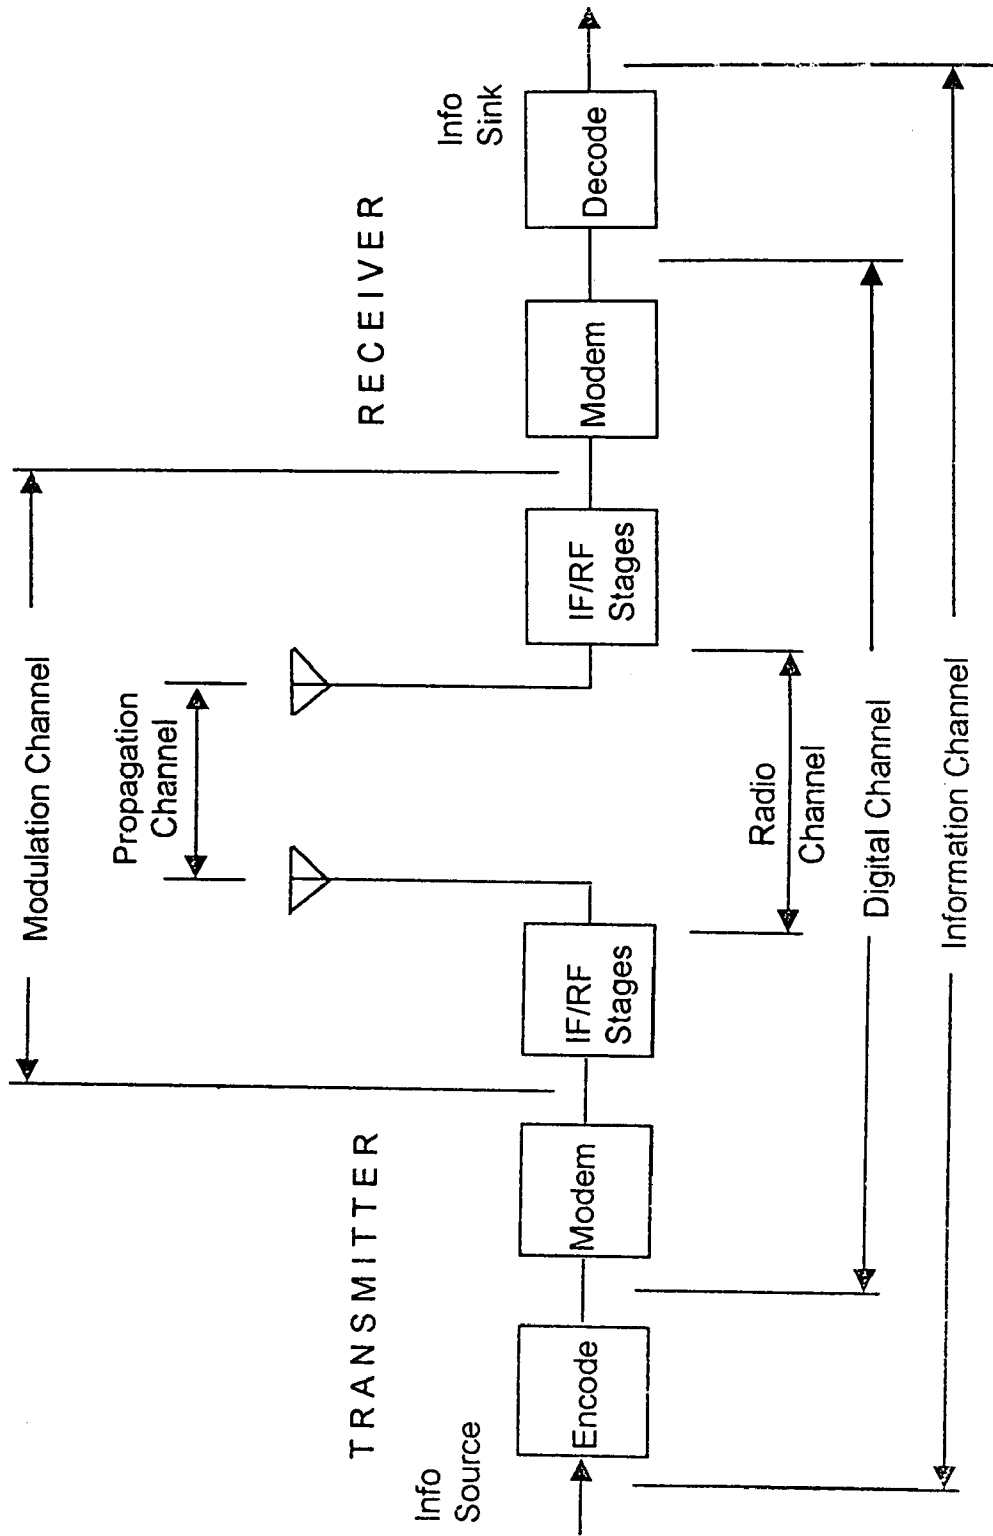 Modulation Channel
Propagation
Channel
TRANSMITTER
RECEIVER
Info
Source
Info
Sink
Encode
Modem
IF/RF
Stages
IF/RF
Stages
Modem
Decode
Radio
Channel
Digital Channel
Information Channel